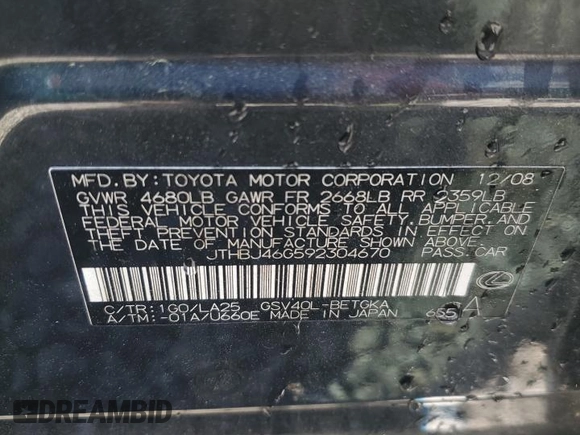 MFD. BY: TOYOTA MOTOR CORPORATION 12/08
GVWR 4680LB GAWR FR 2668LB RR 2359LB
THIS VEHICLE CONFORMS TO ALL APPLICABLE
FEDERAL MOTOR VEHICLE SAFETY, BUMPER, AND
THEFT PREVENTION STANDARDS IN EFFECT ON
THE DATE OF MANUFACTURE SHOWN ABOVE.
JTHBJ46G592304670 PASS. CAR
C/TR: 1G0/LA25 GSV40L-BETGKA
A/TM: -01A/U660E MADE IN JAPAN 6S5 A
DREAMBID